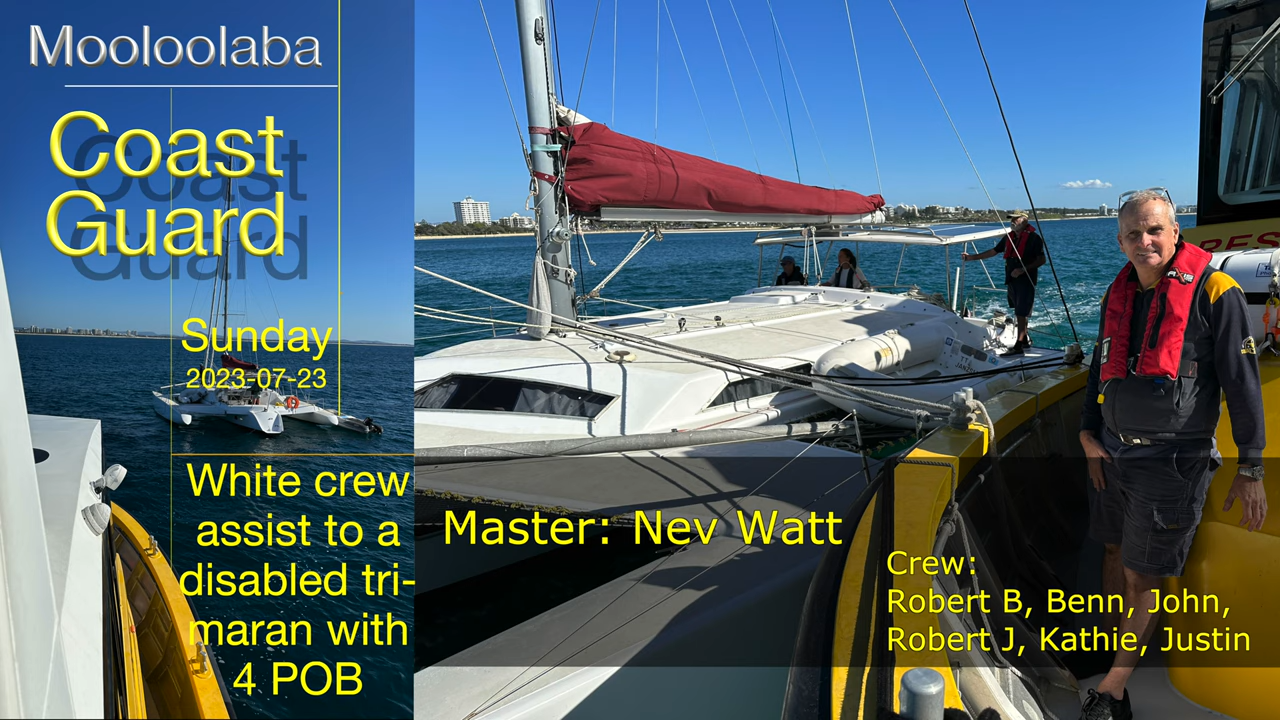 Mooloolaba
Coast
Guard
Sunday
2023-07-23
White crew
assist to a
disabled tri-
maran with
4 POB
Master: Nev Watt
Crew:
Robert B, Benn, John,
Robert J, Kathie, Justin